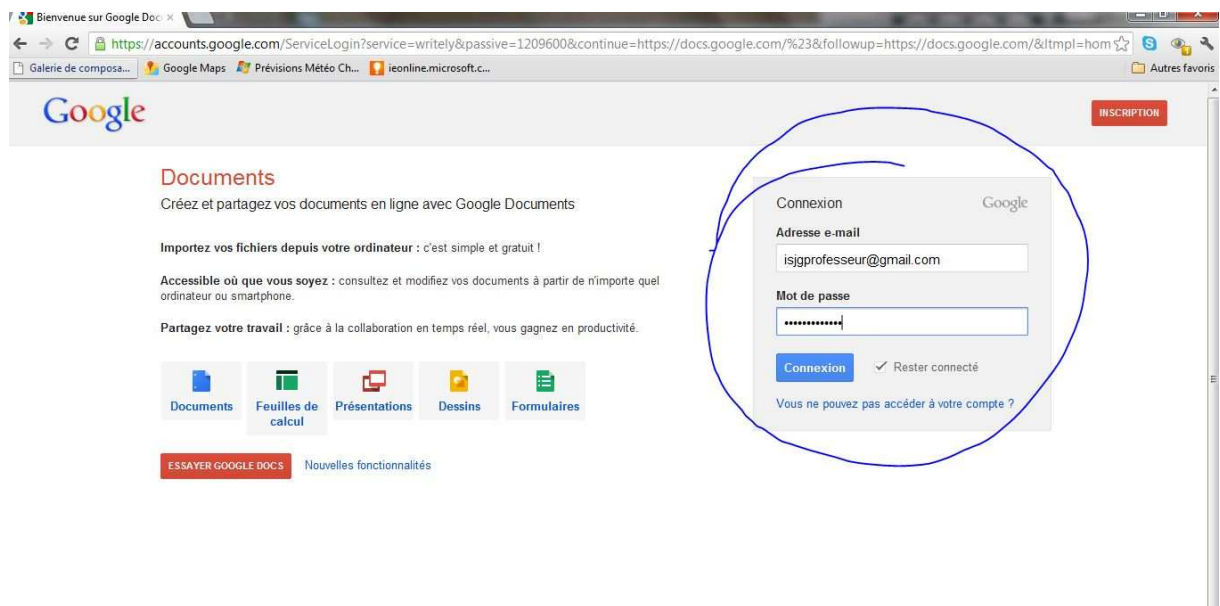 Bienvenue sur Google Doc
https://accounts.google.com/ServiceLogin?service=writely&passive=1209600&continue=https://docs.google.com/%23&followup=https://docs.google.com/&ltmpl=hom
Galerie de composa... Google Maps Prévisions Météo Ch... ieonline.microsoft.c... Autres favoris
Google
INSCRIPTION
Documents
Créez et partagez vos documents en ligne avec Google Documents
Importez vos fichiers depuis votre ordinateur : c'est simple et gratuit !
Accessible où que vous soyez : consultez et modifiez vos documents à partir de n'importe quel
ordinateur ou smartphone.
Partagez votre travail : grâce à la collaboration en temps réel, vous gagnez en productivité.
Documents
Feuilles de
calcul
Présentations
Dessins
Formulaires
ESSAYER GOOGLE DOCS Nouvelles fonctionnalités
Connexion Google
Adresse e-mail
isjgprofesseur@gmail.com
Mot de passe
•••••••••••••
Connexion Rester connecté
Vous ne pouvez pas accéder à votre compte ?